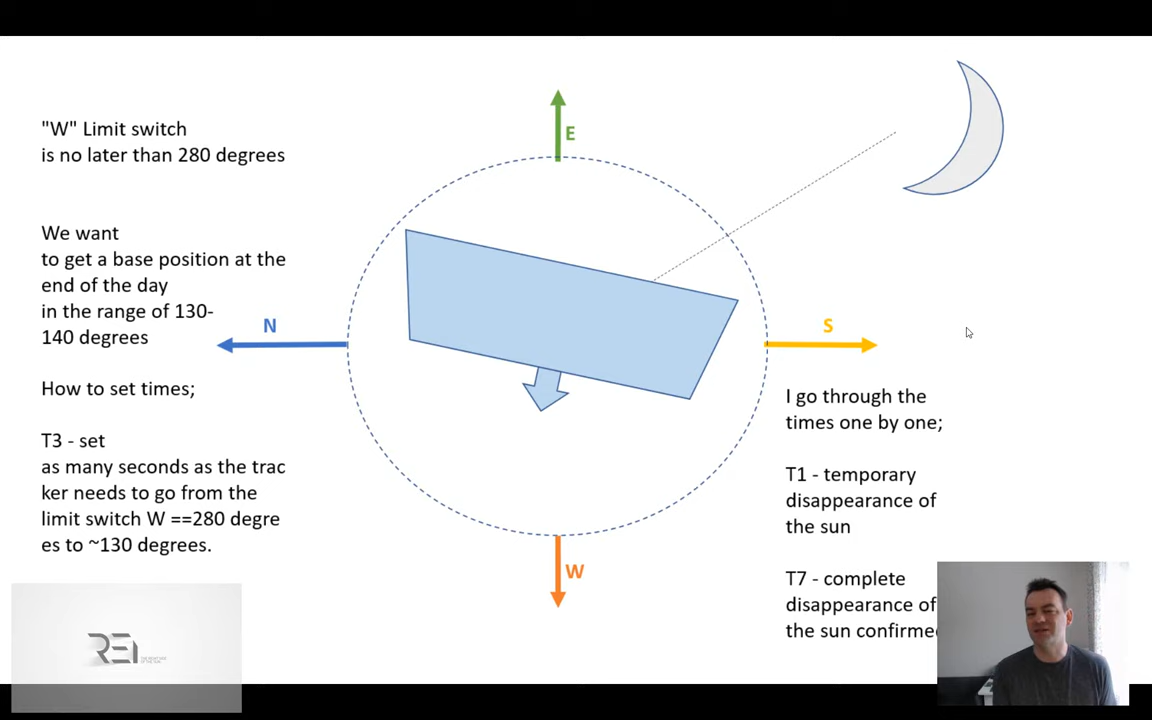 "W" Limit switch
is no later than 280 degrees
We want
to get a base position at the
end of the day
in the range of 130-
140 degrees
How to set times;
T3 - set
as many seconds as the trac
ker needs to go from the
limit switch W ==280 degre
es to ~130 degrees.
E
N
S
W
I go through the
times one by one;
T1 - temporary
disappearance of
the sun
T7 - complete
disappearance of
the sun confirme
REI